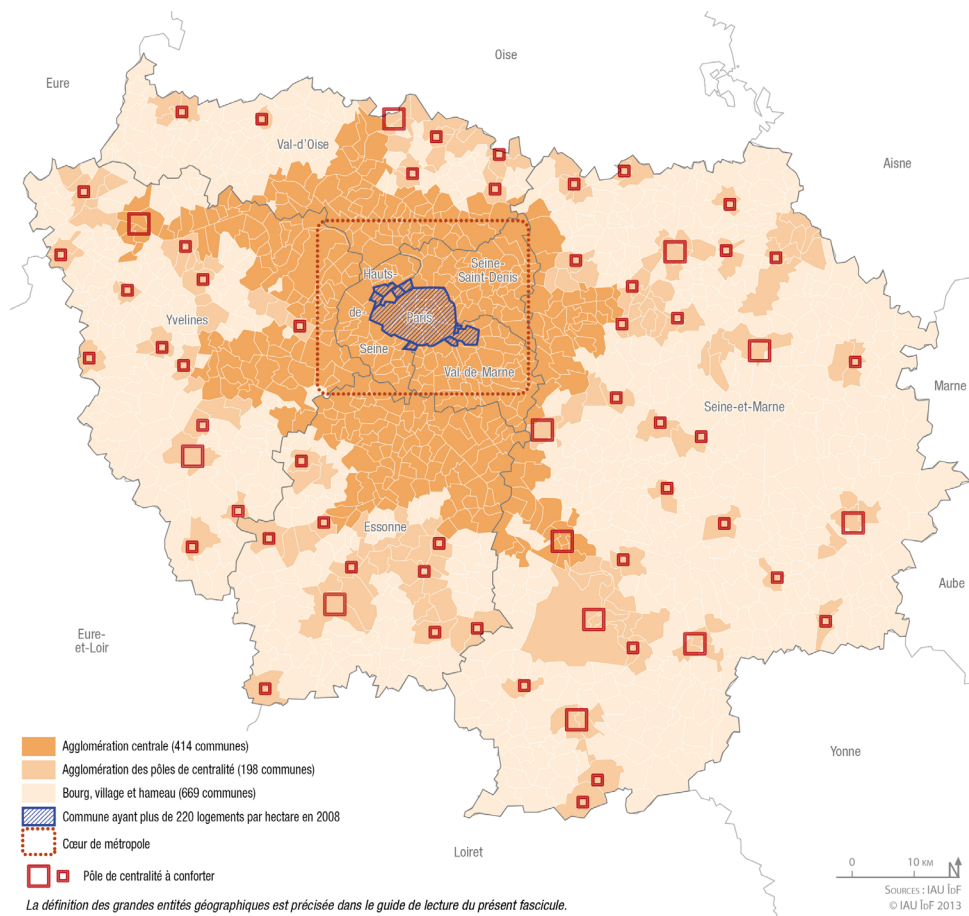 Oise
Eure
Val-d'Oise
Aisne
Seine-
Saint-Denis
Hauts-
de-
Seine
Paris
Yvelines
Val-de-Marne
Marne
Seine-et-Marne
Essonne
Aube
Eure-
et-Loir
Yonne
Loiret
Agglomération centrale (414 communes)
Agglomération des pôles de centralité (198 communes)
Bourg, village et hameau (669 communes)
Commune ayant plus de 220 logements par hectare en 2008
Cœur de métropole
Pôle de centralité à conforter
La définition des grandes entités géographiques est précisée dans le guide de lecture du présent fascicule.
0 10 KM N
SOURCES : IAU ÎDF
© IAU ÎDF 2013